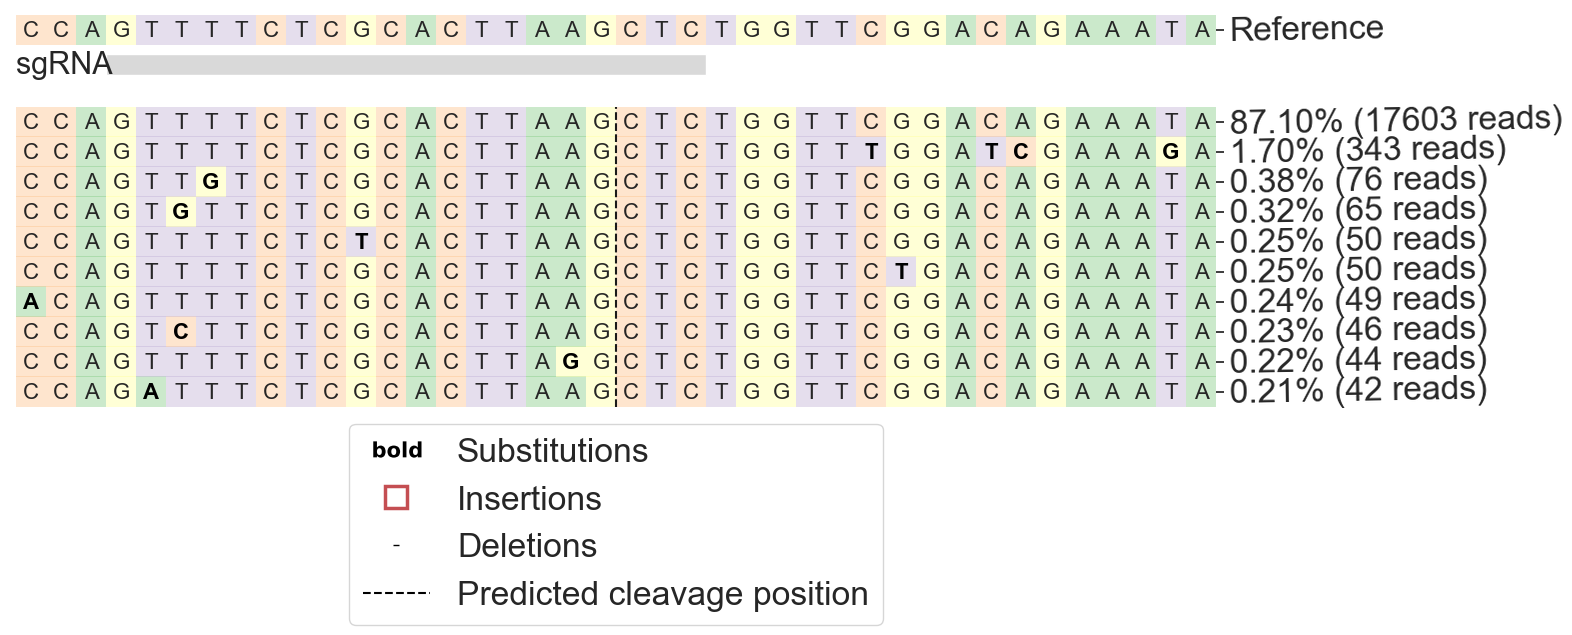 C C A G T T T T C T C G C A C T T A A G C T C T G G T T C G G A C A G A A A T A Reference
sgRNA
C C A G T T T T C T C G C A C T T A A G C T C T G G T T C G G A C A G A A A T A 87.10% (17603 reads)
C C A G T T T T C T C G C A C T T A A G C T C T G G T T T G G A T C G A A A G A 1.70% (343 reads)
C C A G T T G T C T C G C A C T T A A G C T C T G G T T C G G A C A G A A A T A 0.38% (76 reads)
C C A G T G T T C T C G C A C T T A A G C T C T G G T T C G G A C A G A A A T A 0.32% (65 reads)
C C A G T T T T C T C T C A C T T A A G C T C T G G T T C G G A C A G A A A T A 0.25% (50 reads)
C C A G T T T T C T C G C A C T T A A G C T C T G G T T C T G A C A G A A A T A 0.25% (50 reads)
A C A G T T T T C T C G C A C T T A A G C T C T G G T T C G G A C A G A A A T A 0.24% (49 reads)
C C A G T C T T C T C G C A C T T A A G C T C T G G T T C G G A C A G A A A T A 0.23% (46 reads)
C C A G T T T T C T C G C A C T T A G G C T C T G G T T C G G A C A G A A A T A 0.22% (44 reads)
C C A G A T T T C T C G C A C T T A A G C T C T G G T T C G G A C A G A A A T A 0.21% (42 reads)
bold Substitutions
Insertions
- Deletions
Predicted cleavage position